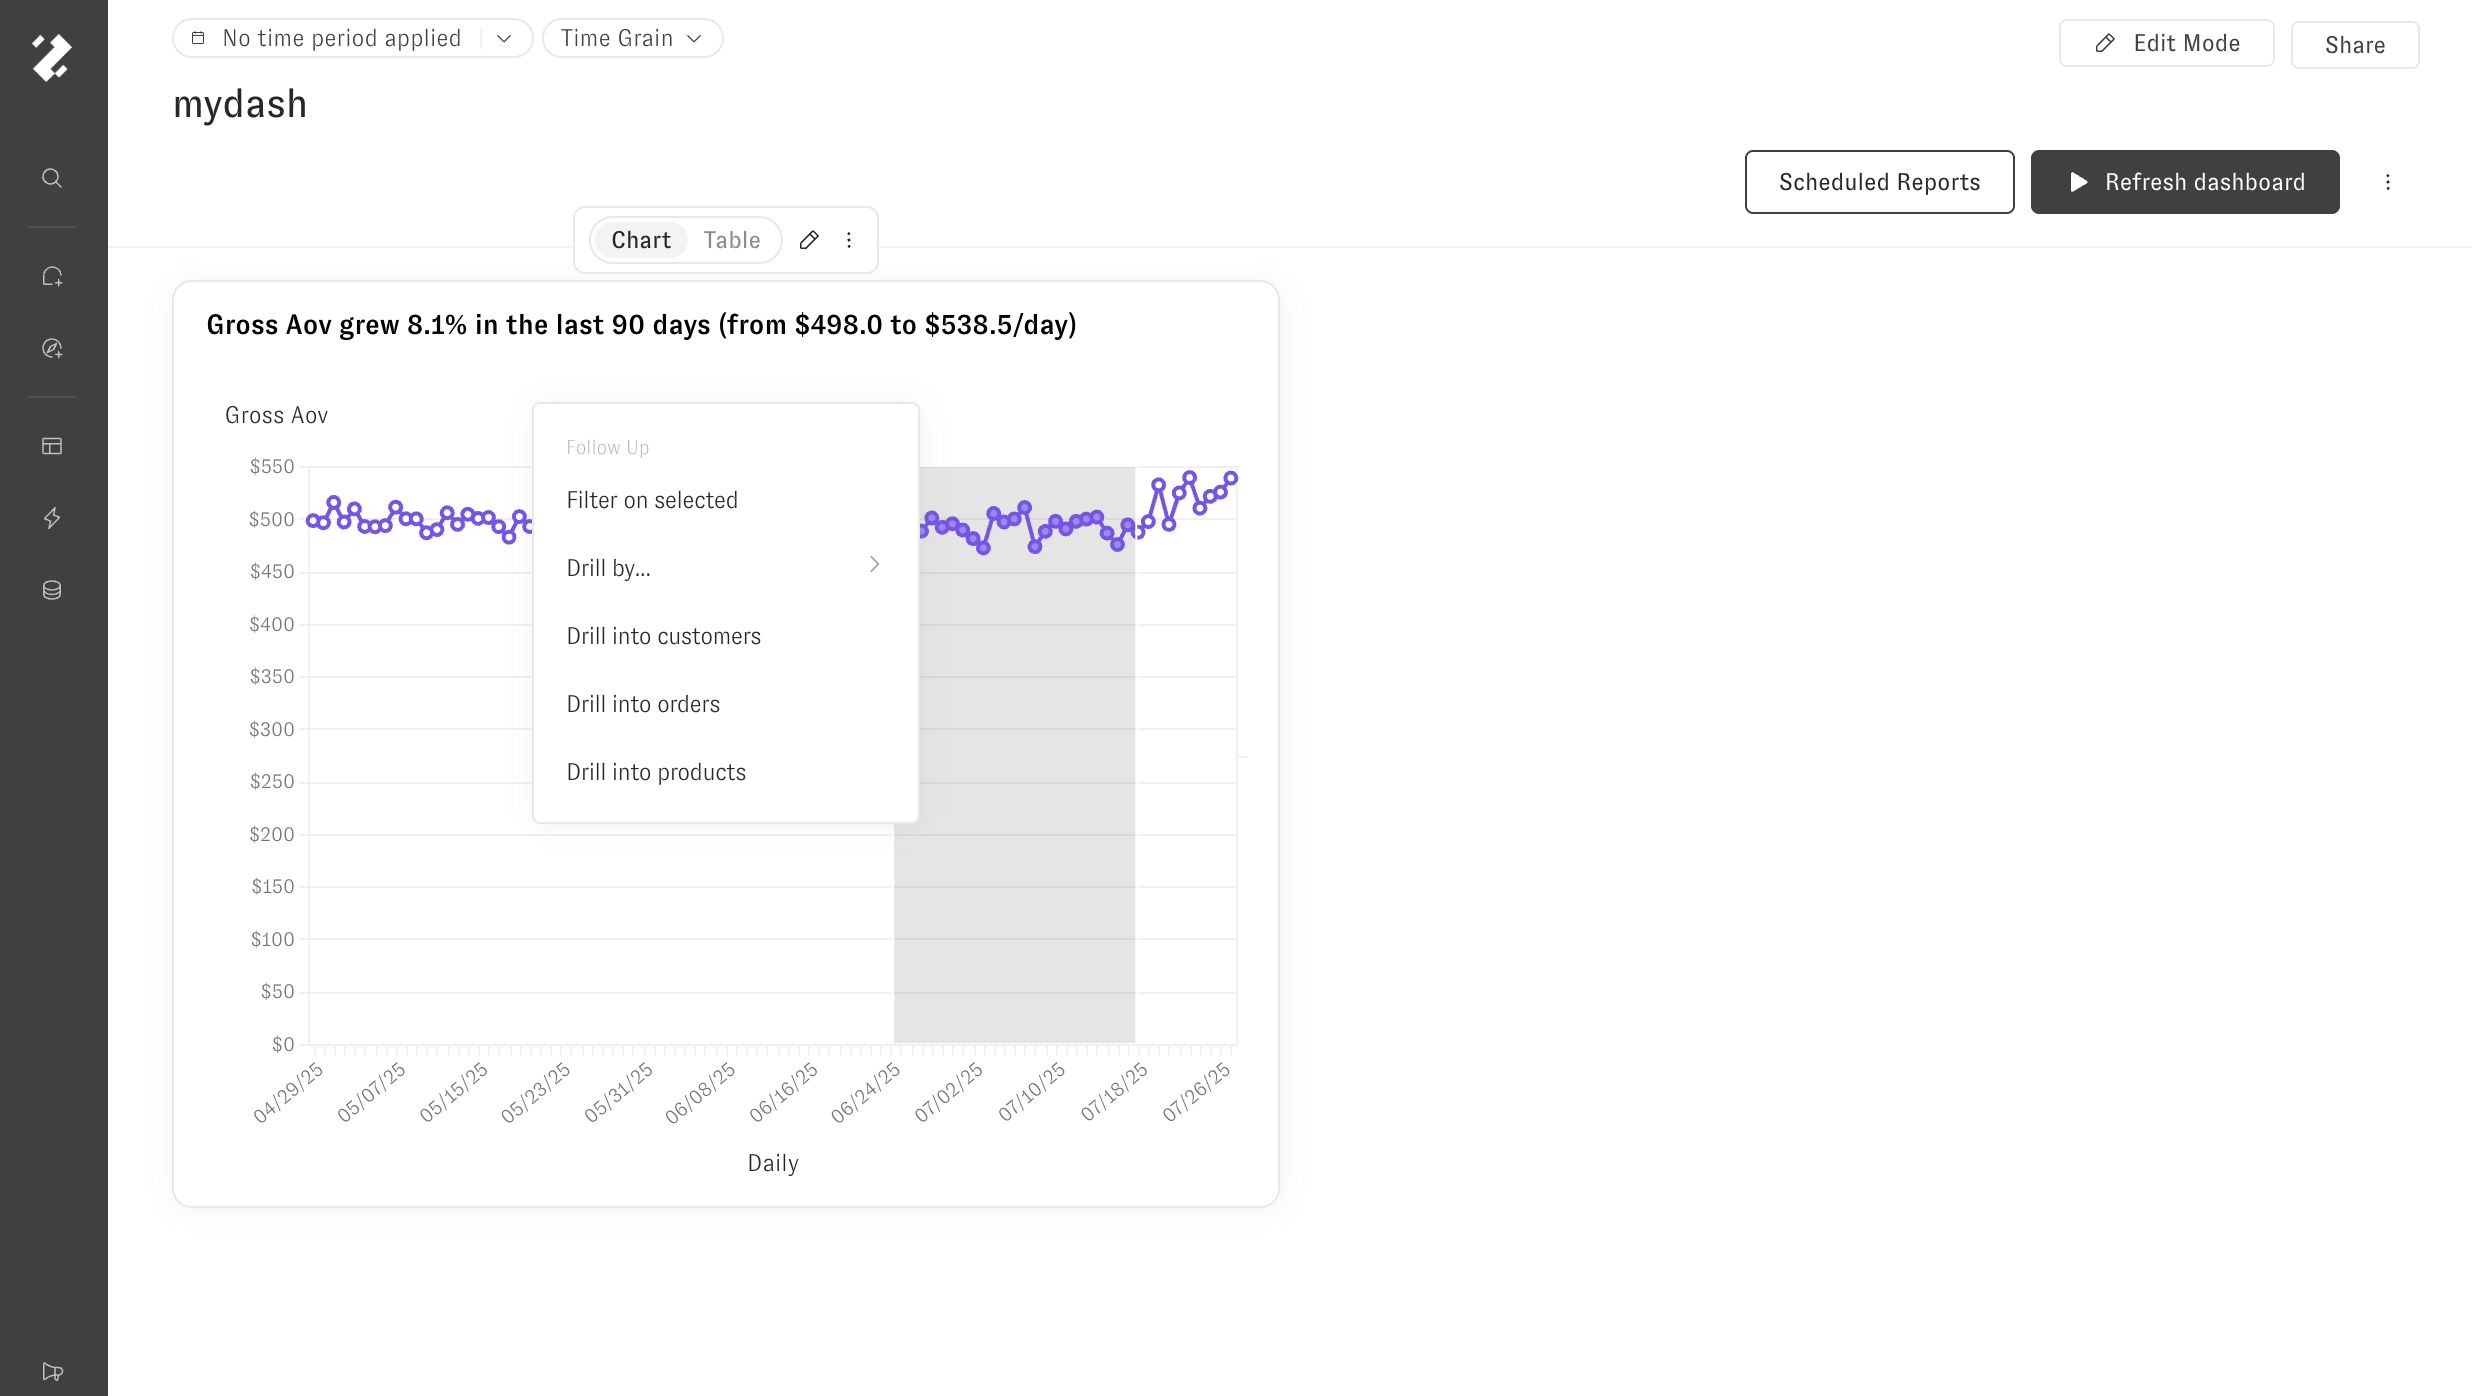 No time period applied
Time Grain
Edit Mode
Share
mydash
Scheduled Reports
Refresh dashboard
Chart
Table
Gross Aov grew 8.1% in the last 90 days (from $498.0 to $538.5/day)
Gross Aov
Follow Up
Filter on selected
Drill by...
Drill into customers
Drill into orders
Drill into products
$550
$500
$450
$400
$350
$300
$250
$200
$150
$100
$50
$0
04/29/25
05/07/25
05/15/25
05/23/25
05/31/25
06/08/25
06/16/25
06/24/25
07/02/25
07/10/25
07/18/25
07/26/25
Daily